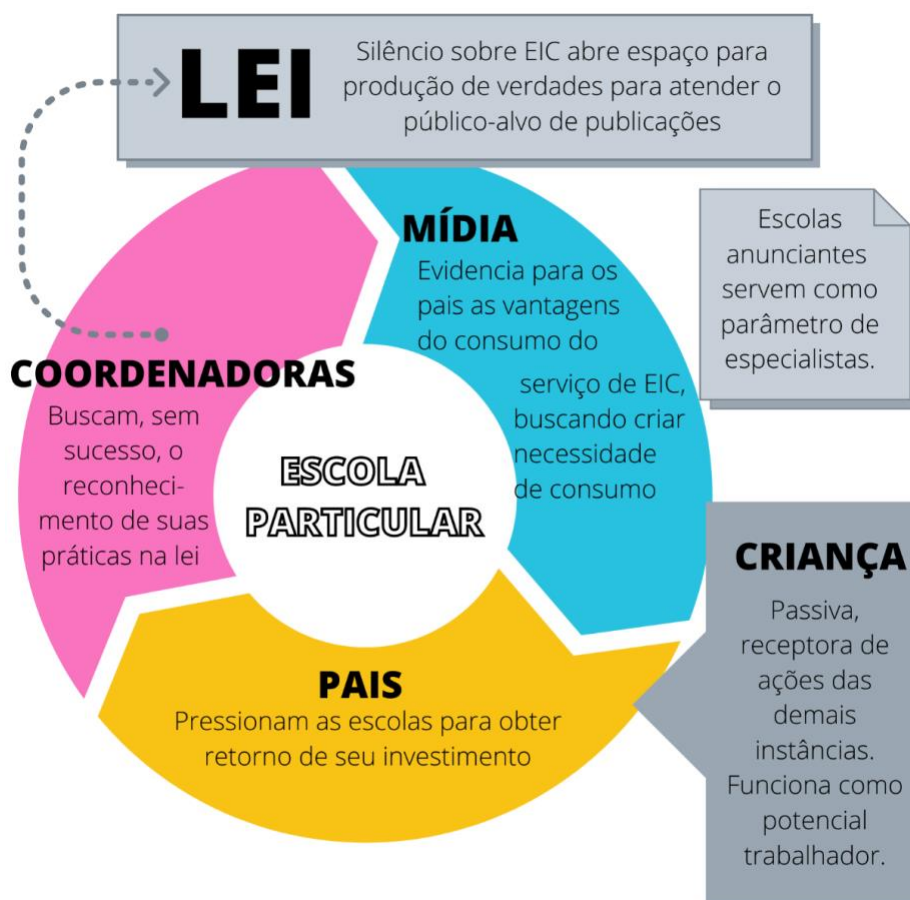 LEI
Silêncio sobre EIC abre espaço para
produção de verdades para atender o
público-alvo de publicações
MÍDIA
Evidencia para os
pais as vantagens
do consumo do
serviço de EIC,
buscando criar
necessidade
de consumo
Escolas
anunciantes
servem como
parâmetro de
especialistas.
COORDENADORAS
Buscam, sem
sucesso, o
reconheci-
mento de suas
práticas na lei
ESCOLA
PARTICULAR
CRIANÇA
Passiva,
receptora de
ações das
demais
instâncias.
Funciona como
potencial
trabalhador.
PAIS
Pressionam as escolas para obter
retorno de seu investimento